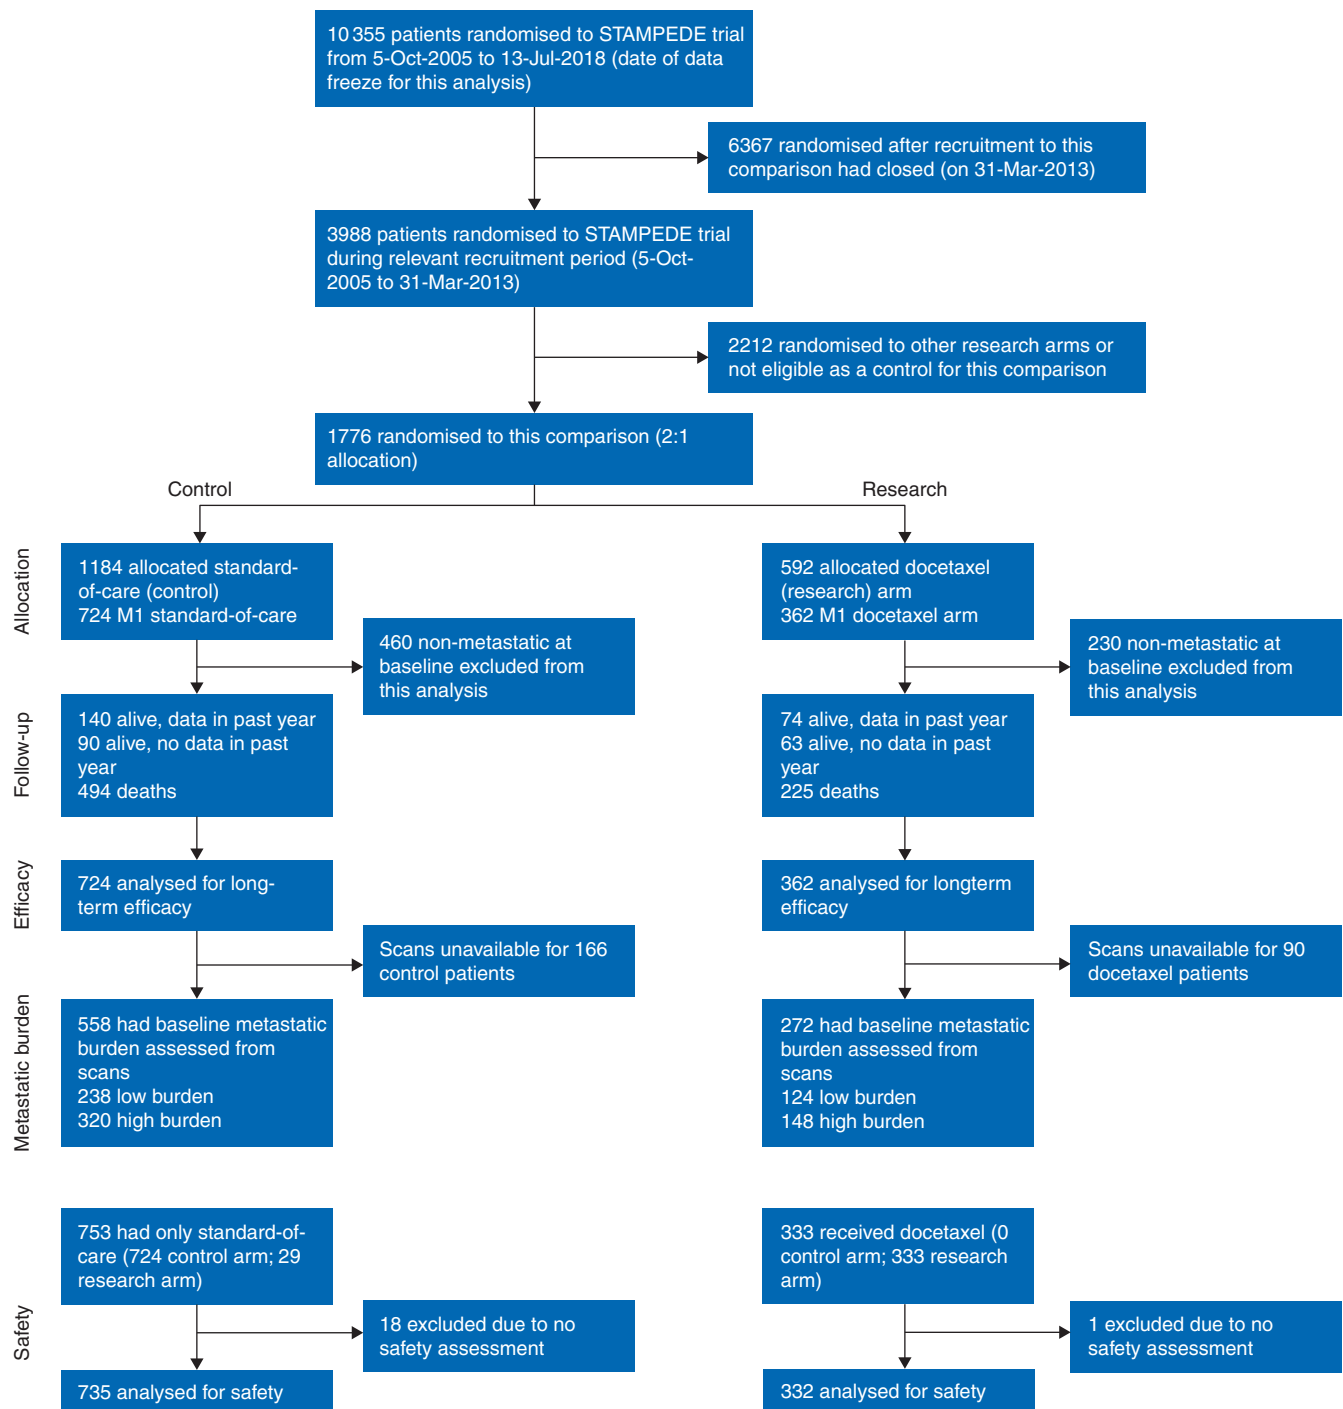 10 355 patients randomised to STAMPEDE trial
from 5-Oct-2005 to 13-Jul-2018 (date of data
freeze for this analysis)
6367 randomised after recruitment to this
comparison had closed (on 31-Mar-2013)
3988 patients randomised to STAMPEDE trial
during relevant recruitment period (5-Oct-
2005 to 31-Mar-2013)
2212 randomised to other research arms or
not eligible as a control for this comparison
1776 randomised to this comparison (2:1
allocation)
Control
Research
Allocation
1184 allocated standard-
of-care (control)
724 M1 standard-of-care
592 allocated docetaxel
(research) arm
362 M1 docetaxel arm
460 non-metastatic at
baseline excluded from
this analysis
230 non-metastatic at
baseline excluded from
this analysis
Follow-up
140 alive, data in past year
90 alive, no data in past
year
494 deaths
74 alive, data in past year
63 alive, no data in past
year
225 deaths
Efficacy
724 analysed for long-
term efficacy
362 analysed for longterm
efficacy
Scans unavailable for 166
control patients
Scans unavailable for 90
docetaxel patients
Metastatic burden
558 had baseline metastatic
burden assessed from
scans
238 low burden
320 high burden
272 had baseline metastatic
burden assessed from
scans
124 low burden
148 high burden
Safety
753 had only standard-of-
care (724 control arm; 29
research arm)
333 received docetaxel (0
control arm; 333 research
arm)
18 excluded due to no
safety assessment
1 excluded due to no
safety assessment
735 analysed for safety
332 analysed for safety